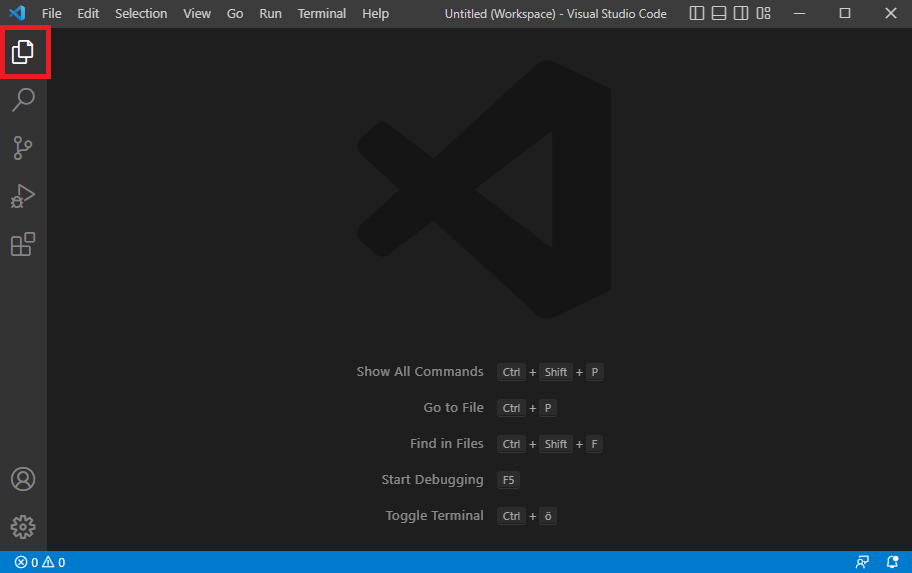 File Edit Selection View Go Run Terminal Help Untitled (Workspace) - Visual Studio Code
Show All Commands Ctrl + Shift + P
Go to File Ctrl + P
Find in Files Ctrl + Shift + F
Start Debugging F5
Toggle Terminal Ctrl + ö
0 0